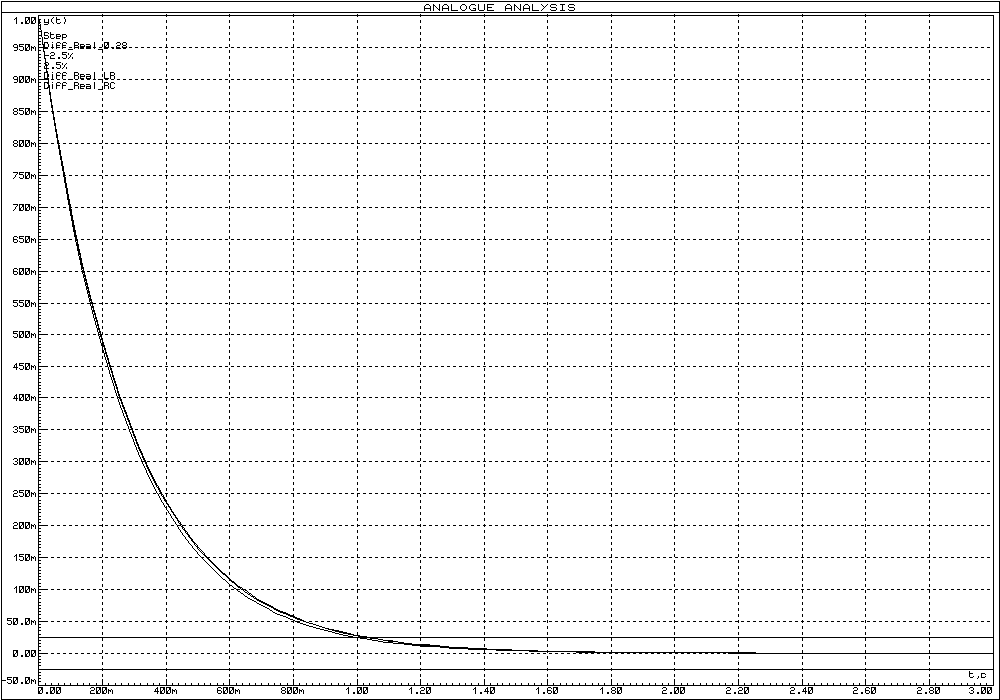 ANALOGUE ANALYSIS
1.00 y(t)
Step
Diff_Real_0.28
950m
-2.5%
2.5%
Diff_Real_LR
900m
Diff_Real_RC
850m
800m
750m
700m
650m
600m
550m
500m
450m
400m
350m
300m
250m
200m
150m
100m
50.0m
0.00
t,c
-50.0m
0.00 200m 400m 600m 800m 1.00 1.20 1.40 1.60 1.80 2.00 2.20 2.40 2.60 2.80 3.00